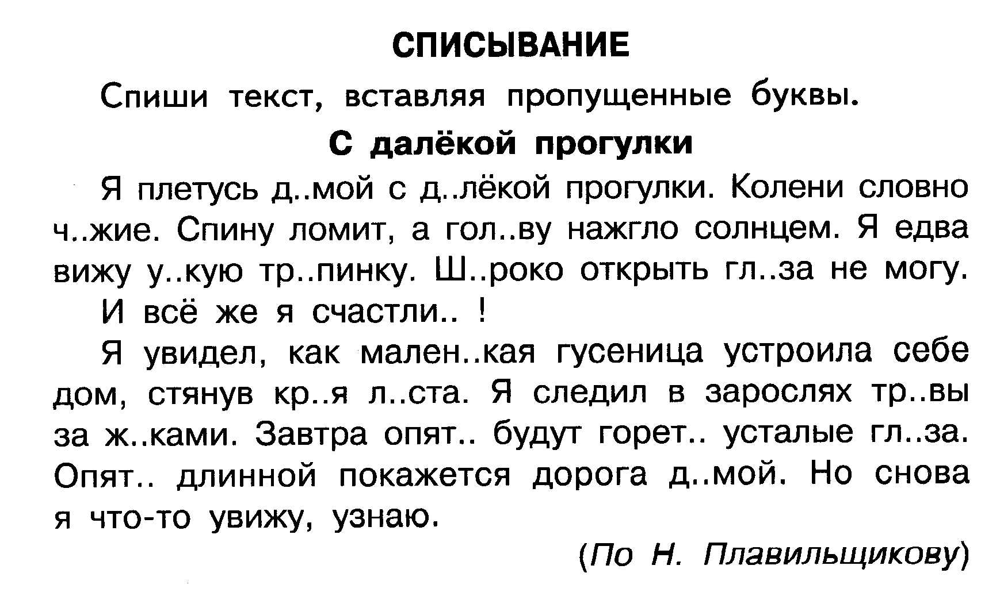 СПИСЫВАНИЕ
Спиши текст, вставляя пропущенные буквы.
С далёкой прогулки
Я плетусь д..мой с д..лёкой прогулки. Колени словно
ч..жие. Спину ломит, а гол..ву нажгло солнцем. Я едва
вижу у..кую тр..пинку. Ш..роко открыть гл..за не могу.
И всё же я счастли.. !
Я увидел, как мален..кая гусеница устроила себе
дом, стянув кр..я л..ста. Я следил в зарослях тр..вы
за ж..ками. Завтра опят.. будут горет.. усталые гл..за.
Опят.. длинной покажется дорога д..мой. Но снова
я что-то увижу, узнаю.
(По Н. Плавильщикову)